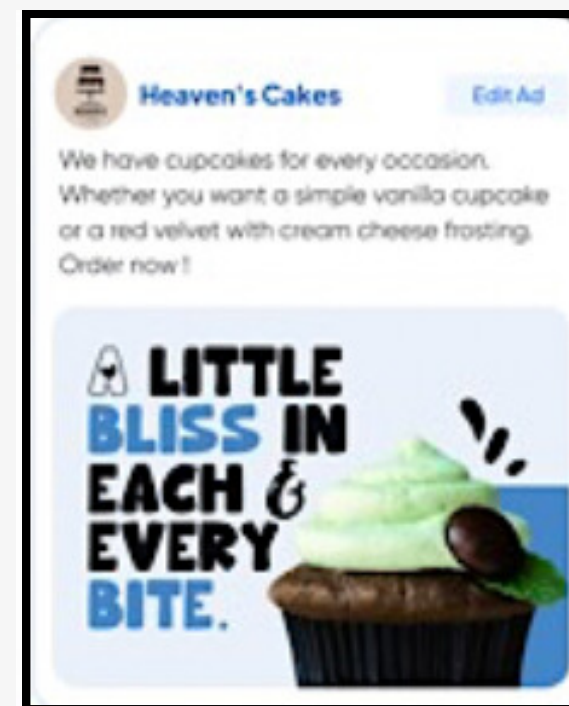 Heaven's Cakes
Edit Ad
We have cupcakes for every occasion.
Whether you want a simple vanilla cupcake
or a red velvet with cream cheese frosting.
Order now!
A LITTLE
BLISS IN
EACH &
EVERY
BITE.